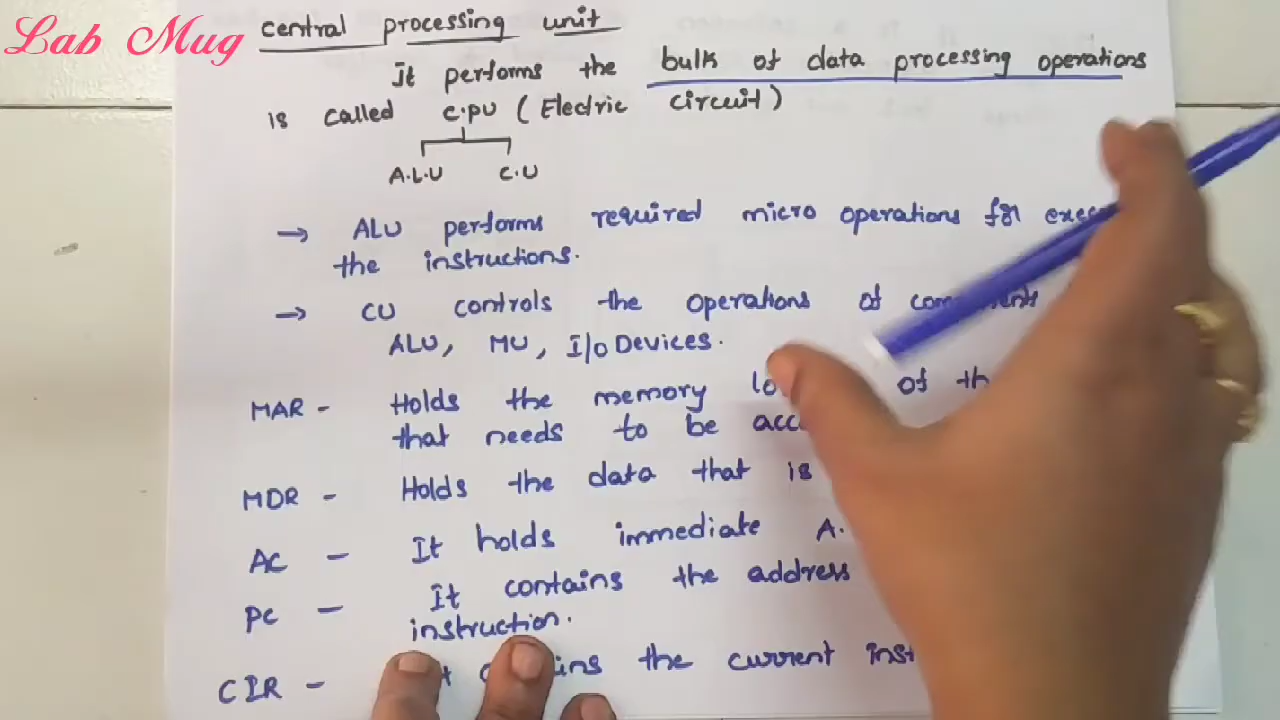 Lab Mug
central processing unit
It performs the bulk of data processing operations
is called C.PU ( Electric circuit )
A.L.U C.U
→ ALU performs required micro operations for
the instructions.
→ CU controls the operations of
ALU, MU, I/O Devices.
MAR - Holds the memory of
that needs to be
MDR - Holds the data that is
AC - It holds immediate A.
PC - It contains the address
instruction.
CIR - the current